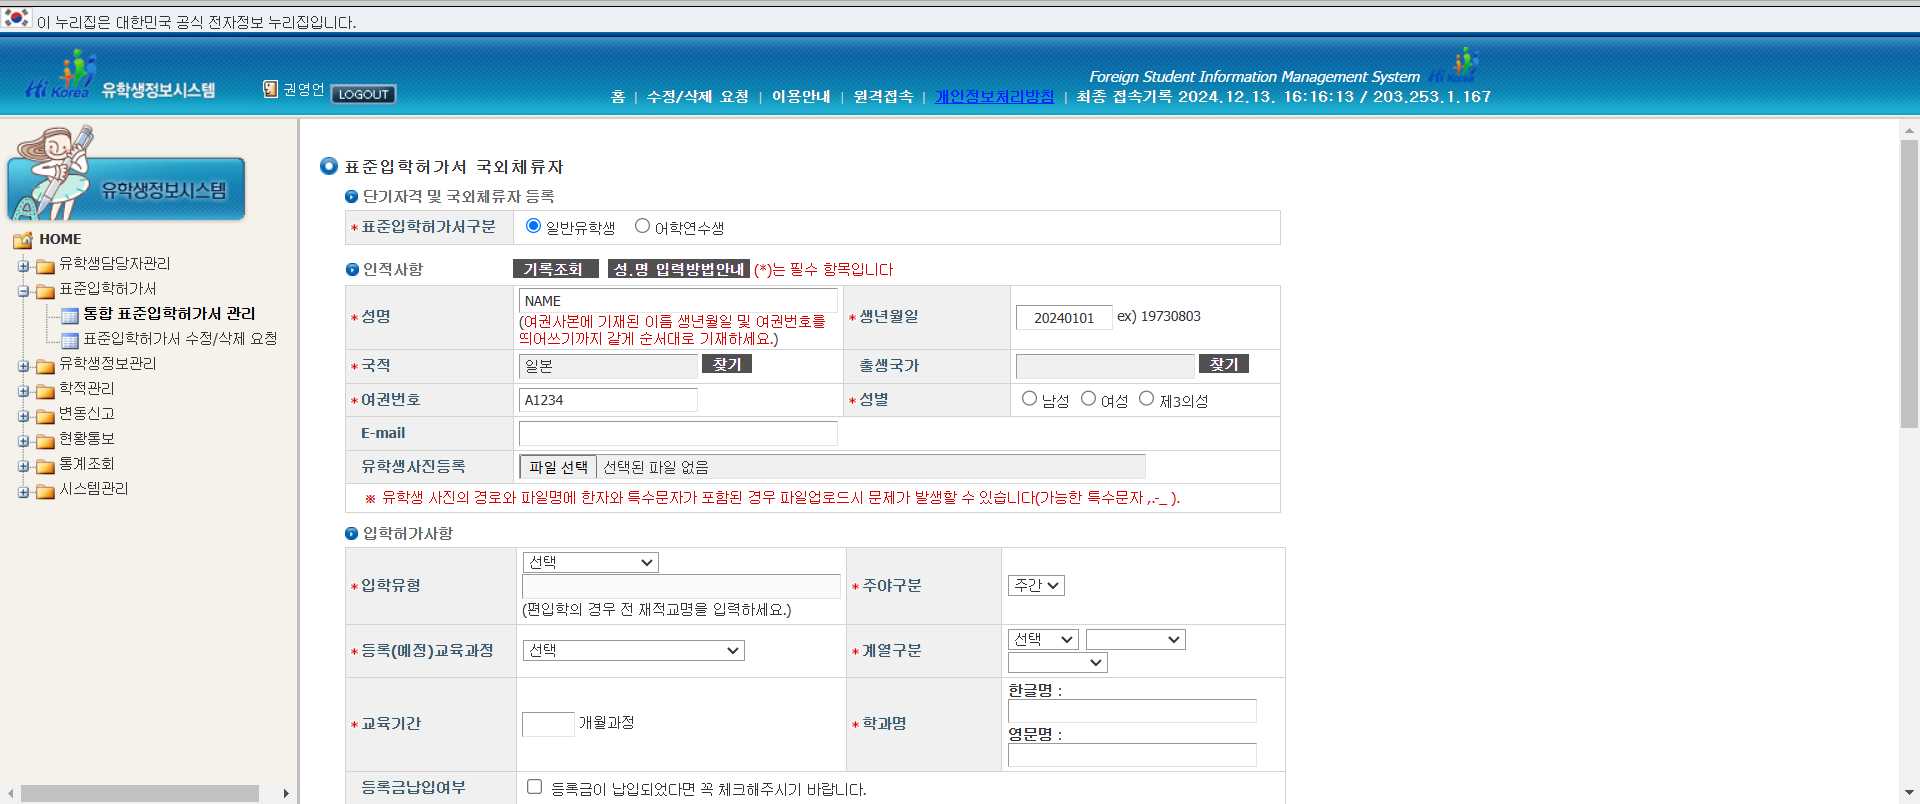 이 누리집은 대한민국 공식 전자정보 누리집입니다.
Hi Korea 유학생정보시스템
권영언 LOGOUT
Foreign Student Information Management System Hi Korea
홈 | 수정/삭제 요청 | 이용안내 | 원격접속 | 개인정보처리방침 | 최종 접속기록 2024.12.13. 16:16:13 / 203.253.1.167
유학생정보시스템
HOME
유학생담당자관리
표준입학허가서
통합 표준입학허가서 관리
표준입학허가서 수정/삭제 요청
유학생정보관리
학적관리
변동신고
현황통보
통계조회
시스템관리
표준입학허가서 국외체류자
단기자격 및 국외체류자 등록
* 표준입학허가서구분 일반유학생 어학연수생
인적사항 기록조회 성.명 입력방법안내 (*)는 필수 항목입니다
* 성명 NAME
(여권사본에 기재된 이름 생년월일 및 여권번호를
띄어쓰기까지 같게 순서대로 기재하세요.)
* 생년월일 20240101 ex) 19730803
* 국적 일본 찾기 출생국가 찾기
* 여권번호 A1234 * 성별 남성 여성 제3의성
E-mail
유학생사진등록 파일 선택 선택된 파일 없음
※ 유학생 사진의 경로와 파일명에 한자와 특수문자가 포함된 경우 파일업로드시 문제가 발생할 수 있습니다(가능한 특수문자 ,.-_ ).
입학허가사항
* 입학유형 선택
(편입학의 경우 전 재적교명을 입력하세요.)
* 주야구분 주간
* 등록(예정)교육과정 선택 * 계열구분 선택
* 교육기간 개월과정 * 학과명
한글명 :
영문명 :
등록금납입여부 등록금이 납입되었다면 꼭 체크해주시기 바랍니다.